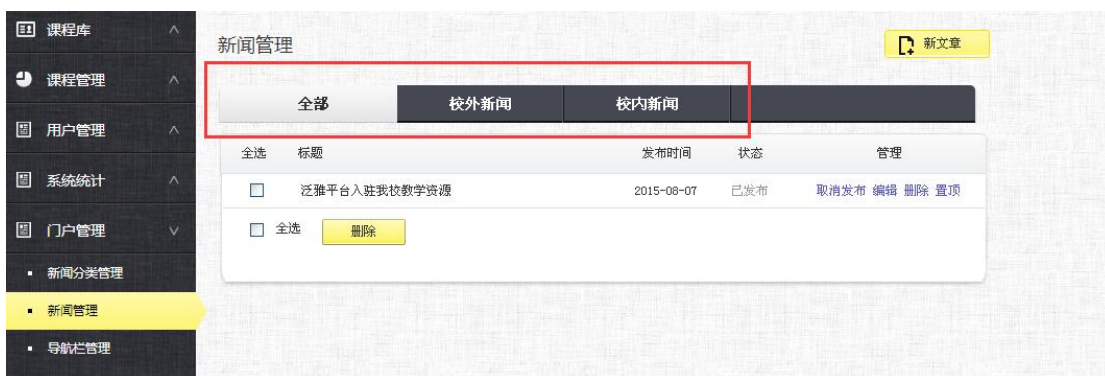 课程库
课程管理
用户管理
系统统计
门户管理
新闻分类管理
新闻管理
导航栏管理
新闻管理
新文章
全部 校外新闻 校内新闻
全选 标题 发布时间 状态 管理
泛雅平台入驻我校教学资源 2015-08-07 已发布 取消发布 编辑 删除 置顶
全选 删除